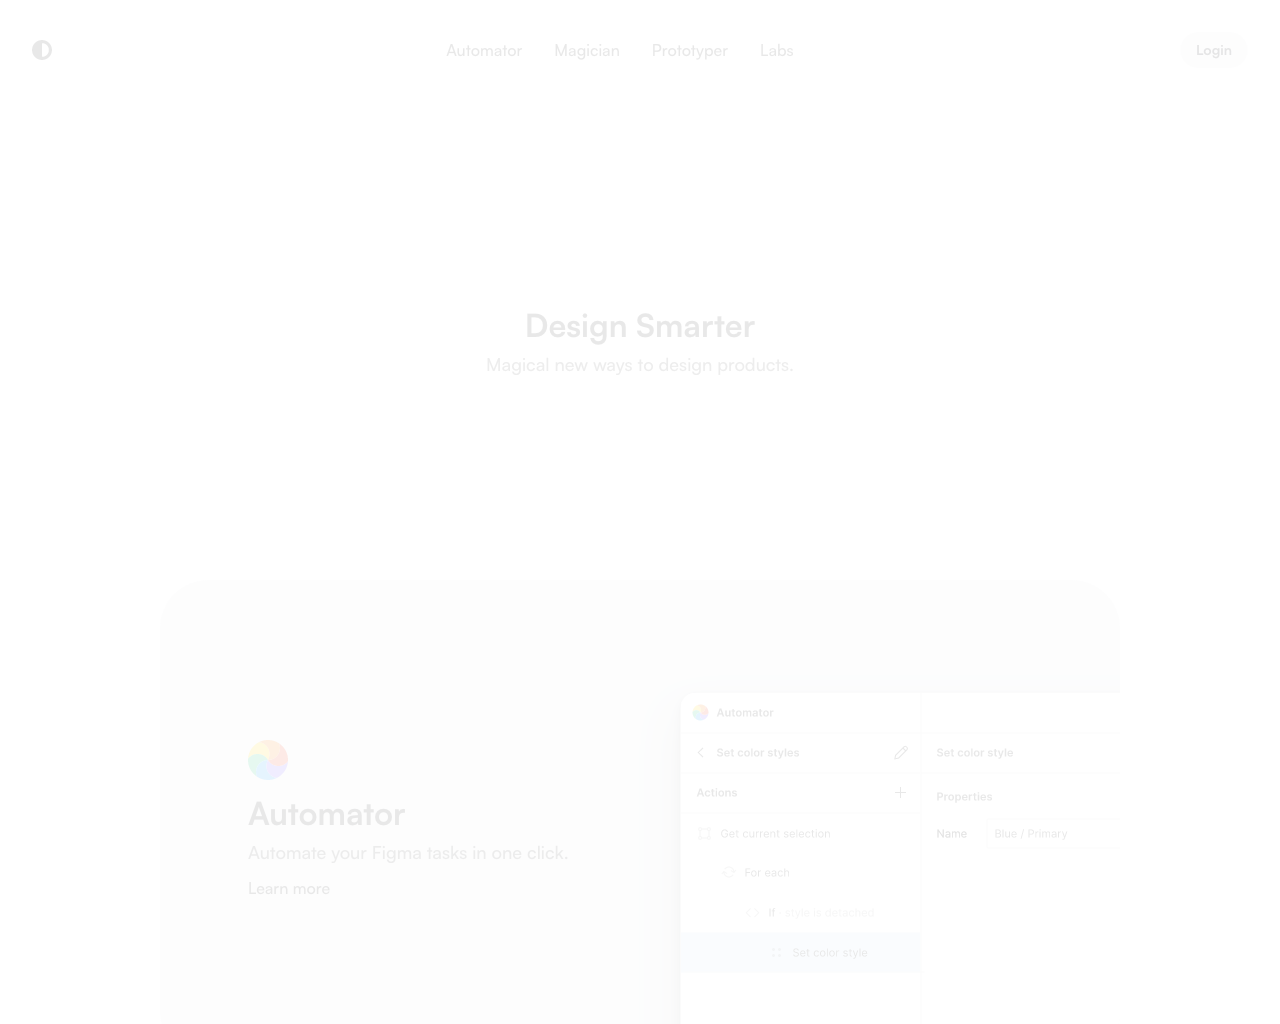 Automator Magician Prototyper Labs Login
Design Smarter
Magical new ways to design products.
Automator
Automate your Figma tasks in one click.
Learn more
Automator
Set color styles
Actions
Get current selection
For each
If style is detached
Set color style
Set color style
Properties
Name Blue / Primary